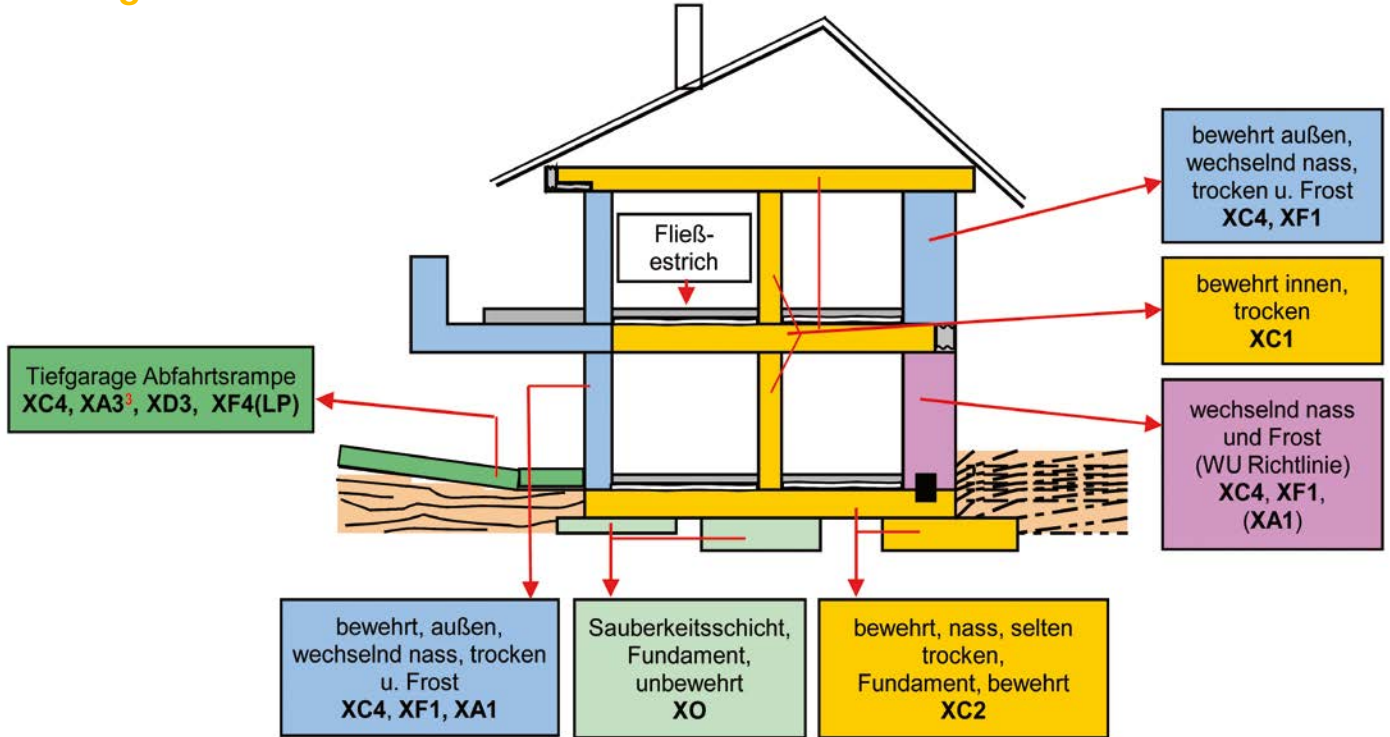 bewehrt außen,
wechselnd nass,
trocken u. Frost
XC4, XF1
Fließ-
estrich
bewehrt innen,
trocken
XC1
Tiefgarage Abfahrtsrampe
XC4, XA3³, XD3, XF4(LP)
wechselnd nass
und Frost
(WU Richtlinie)
XC4, XF1,
(XA1)
bewehrt, außen,
wechselnd nass, trocken
u. Frost
XC4, XF1, XA1
Sauberkeitsschicht,
Fundament,
unbewehrt
XO
bewehrt, nass, selten
trocken,
Fundament, bewehrt
XC2